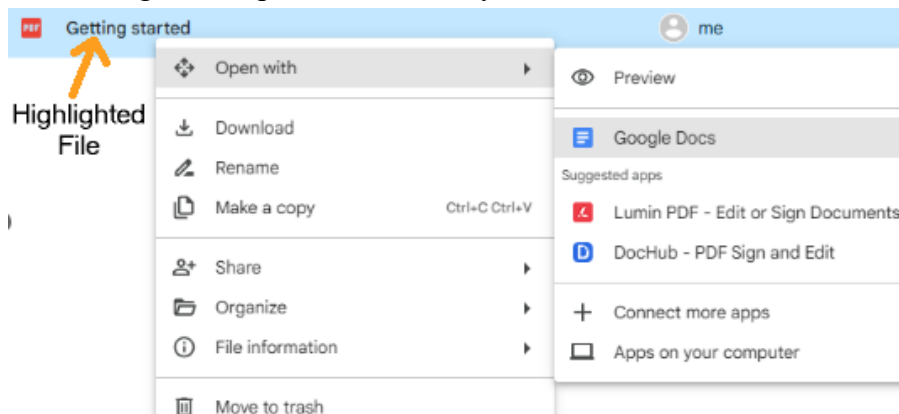 PDF Getting started me
Highlighted
File
Open with
Download
Rename
Make a copy Ctrl+C Ctrl+V
Share
Organize
File information
Move to trash
Preview
Google Docs
Suggested apps
Lumin PDF - Edit or Sign Documents
D DocHub - PDF Sign and Edit
Connect more apps
Apps on your computer